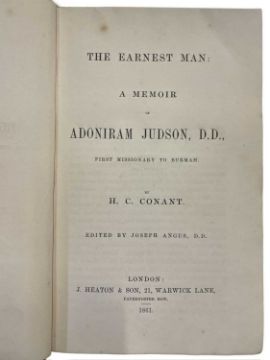 THE EARNEST MAN:
A MEMOIR
OF
ADONIRAM JUDSON, D.D.,
FIRST MISSIONARY TO BURMAH.
BY
H. C. CONANT.
EDITED BY JOSEPH ANGUS, D.D.
LONDON:
J. HEATON & SON, 21, WARWICK LANE,
PATERNOSTER ROW.
1861.